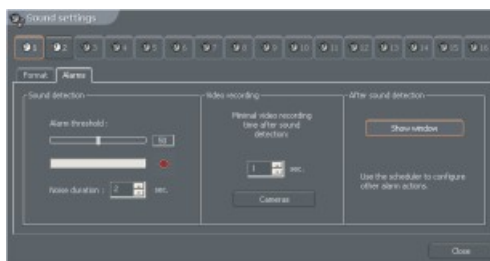 Sound settings
1 2 3 4 5 6 7 8 9 10 11 12 13 14 15 16
Format Alarms
Sound detection
Alarm threshold :
Noise duration : 2 sec.
Video recording
Minimal video recording
time after sound
detection:
1 sec.
Cameras
After sound detection
Show window
Use the scheduler to configure
other alarm actions.
Close